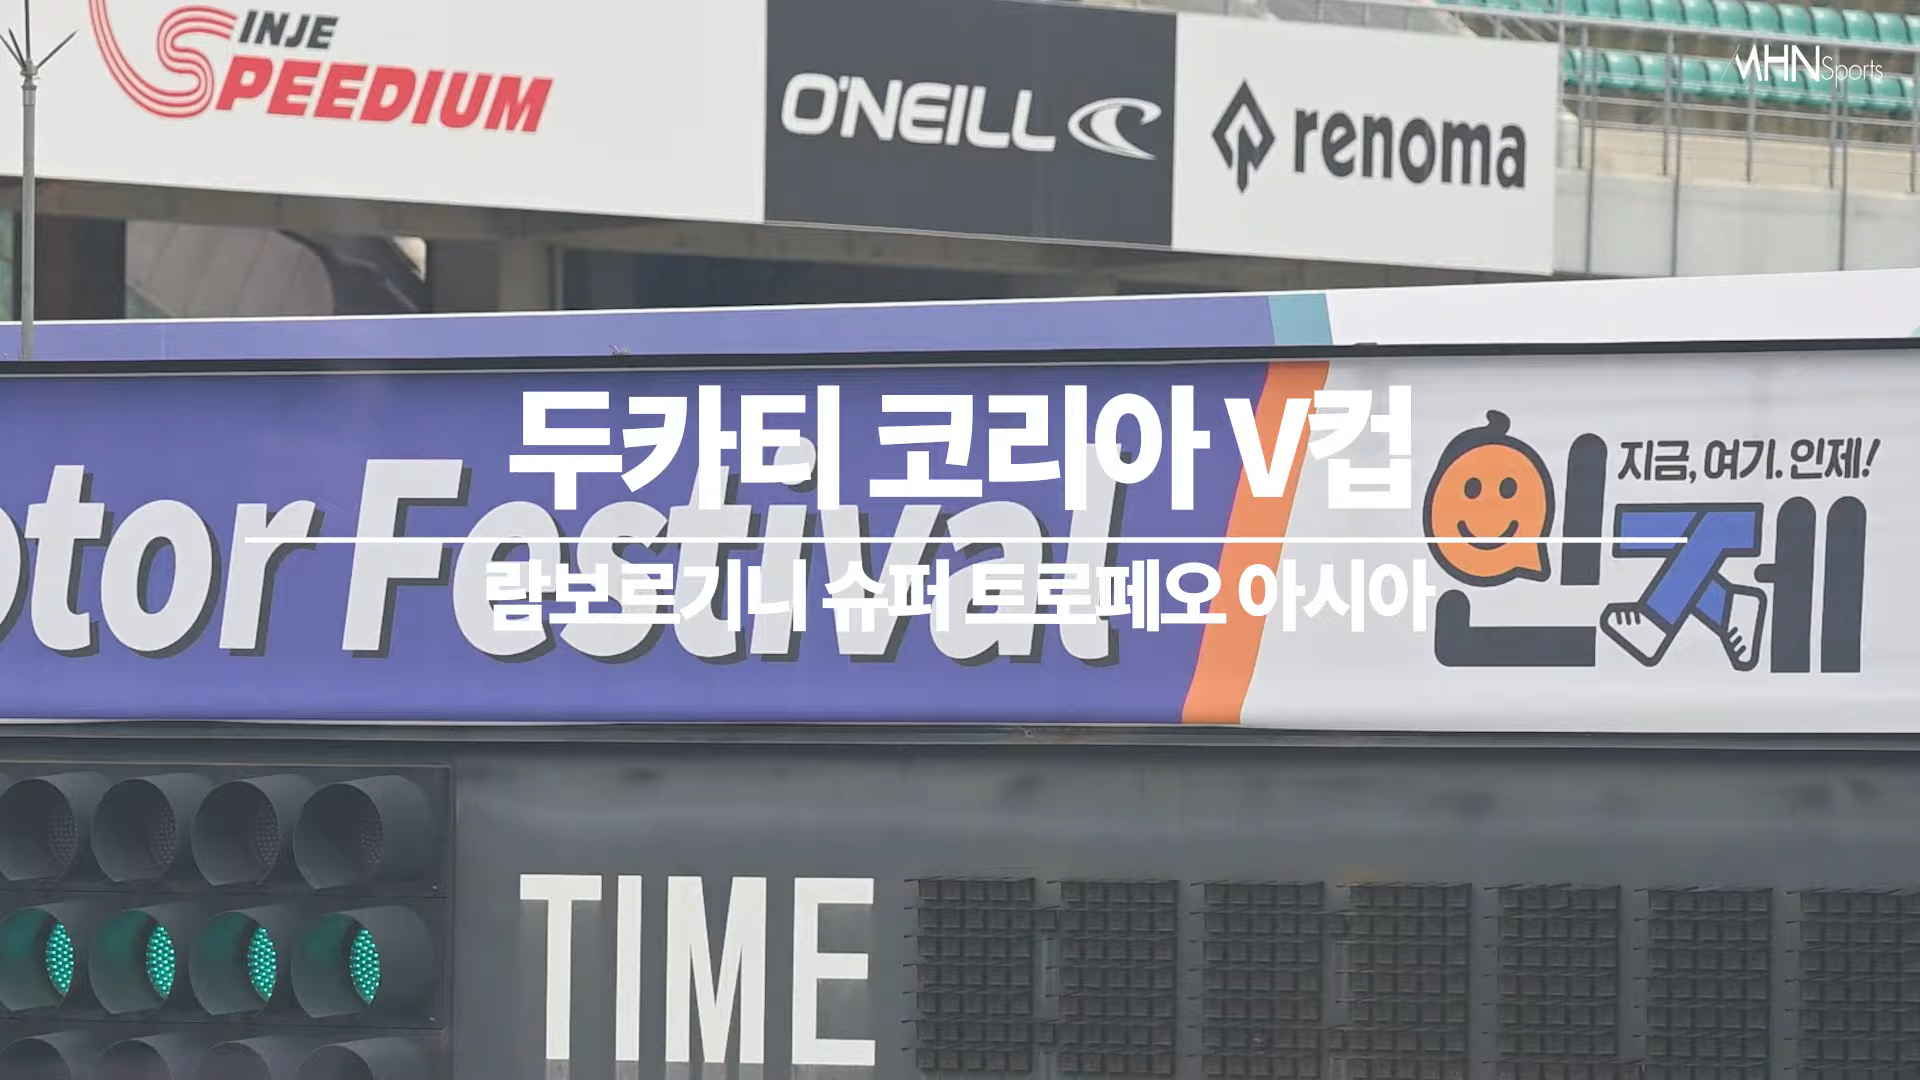 INJE
SPEEDIUM
O'NEILL
renoma
MHN Sports
두카티 코리아 V컵
람보르기니 슈퍼 트로페오 아시아
otor Festival
지금, 여기. 인제!
인제
TIME